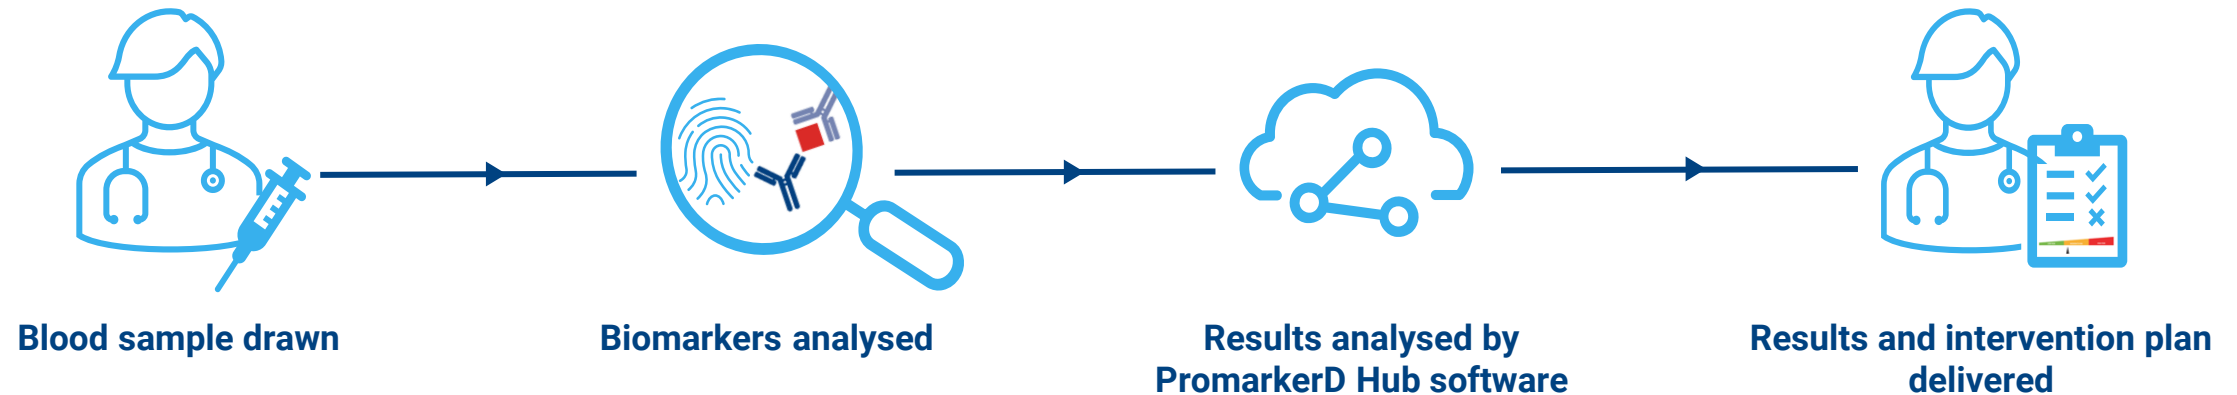 Blood sample drawn
Biomarkers analysed
Results analysed by
PromarkerD Hub software
Results and intervention plan
delivered